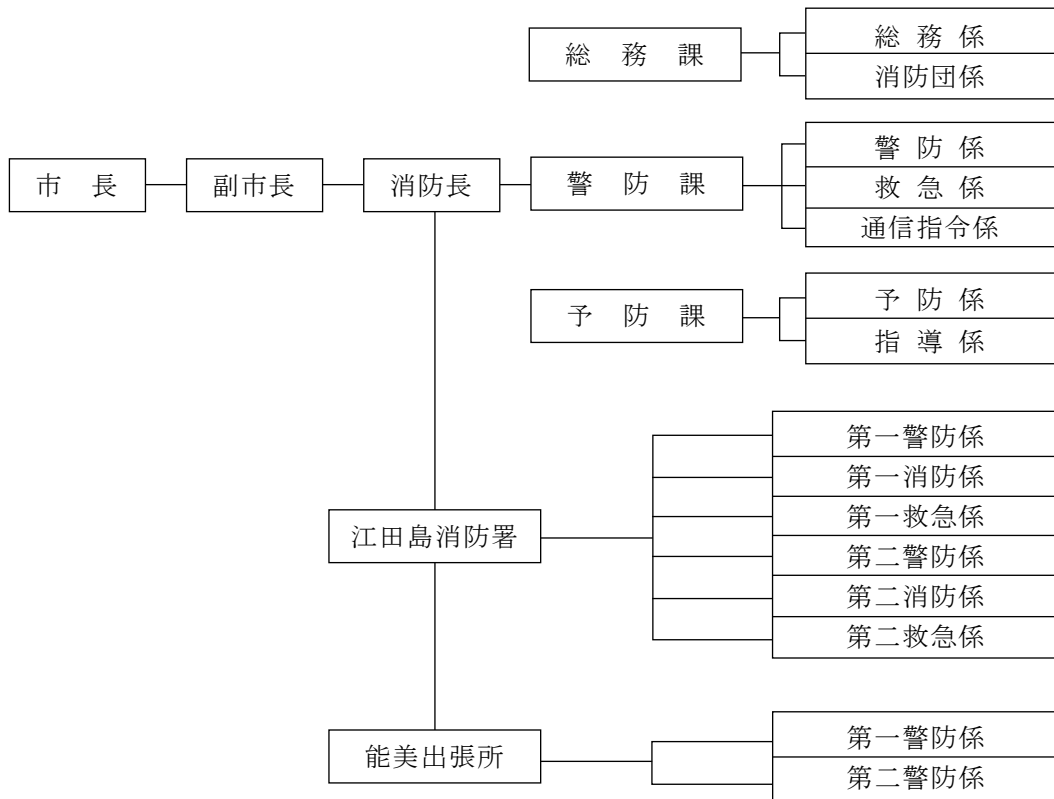 総務課
総務係
消防団係
市長
副市長
消防長
警防課
警防係
救急係
通信指令係
予防課
予防係
指導係
江田島消防署
第一警防係
第一消防係
第一救急係
第二警防係
第二消防係
第二救急係
能美出張所
第一警防係
第二警防係